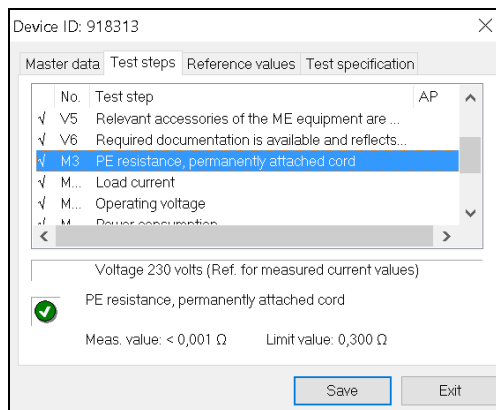 Device ID: 918313
Master data Test steps Reference values Test specification
No. Test step AP
√ V5 Relevant accessories of the ME equipment are ...
√ V6 Required documentation is available and reflects...
√ M3 PE resistance, permanently attached cord
√ M... Load current
√ M... Operating voltage
√ M... Power consumption
Voltage 230 volts (Ref. for measured current values)
PE resistance, permanently attached cord
Meas. value: < 0,001 Ω Limit value: 0,300 Ω
Save Exit